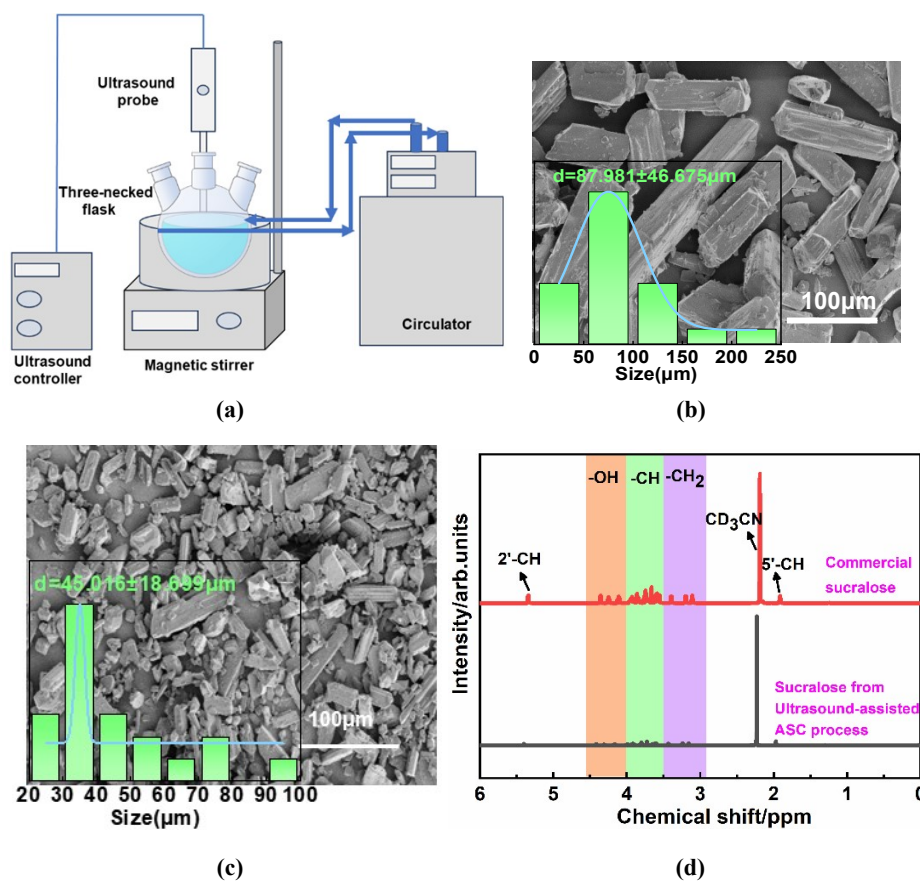 Ultrasound
probe
Three-necked
flask
Ultrasound
controller
Magnetic stirrer
Circulator
(a)
d=87.981±46.675μm
100μm
0 50 100 150 200 250
Size(μm)
(b)
d=45.016±18.699μm
100μm
20 30 40 50 60 70 80 90 100
Size(μm)
(c)
-OH
-CH
-CH2
CD3CN
2'-CH
5'-CH
Commercial
sucralose
Sucralose from
Ultrasound-assisted
ASC process
Intensity/arb.units
6 5 4 3 2 1 0
Chemical shift/ppm
(d)